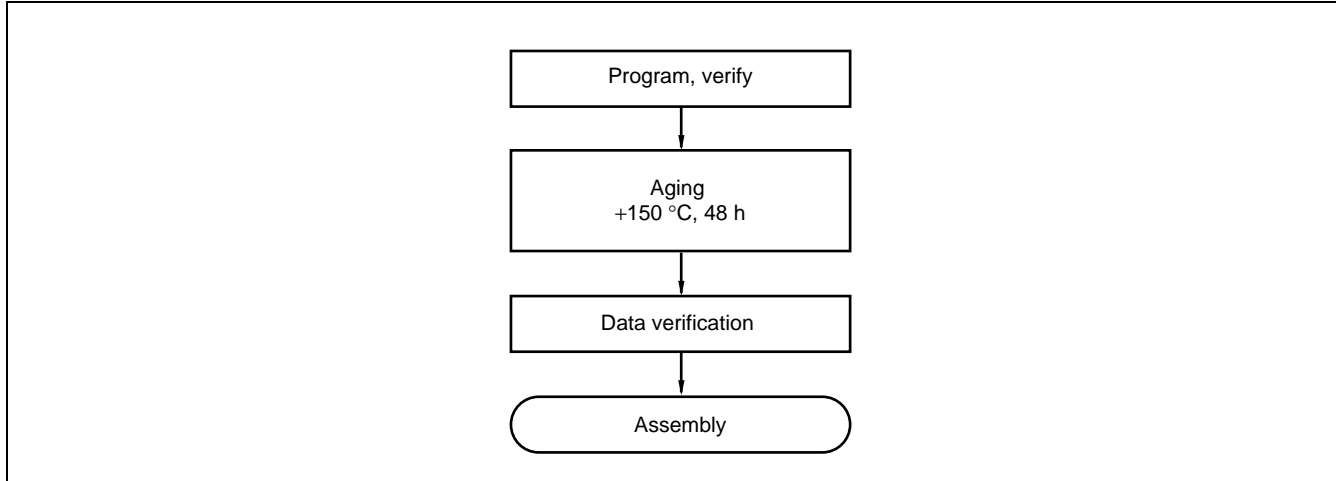 Program, verify
Aging
+150 °C, 48 h
Data verification
Assembly